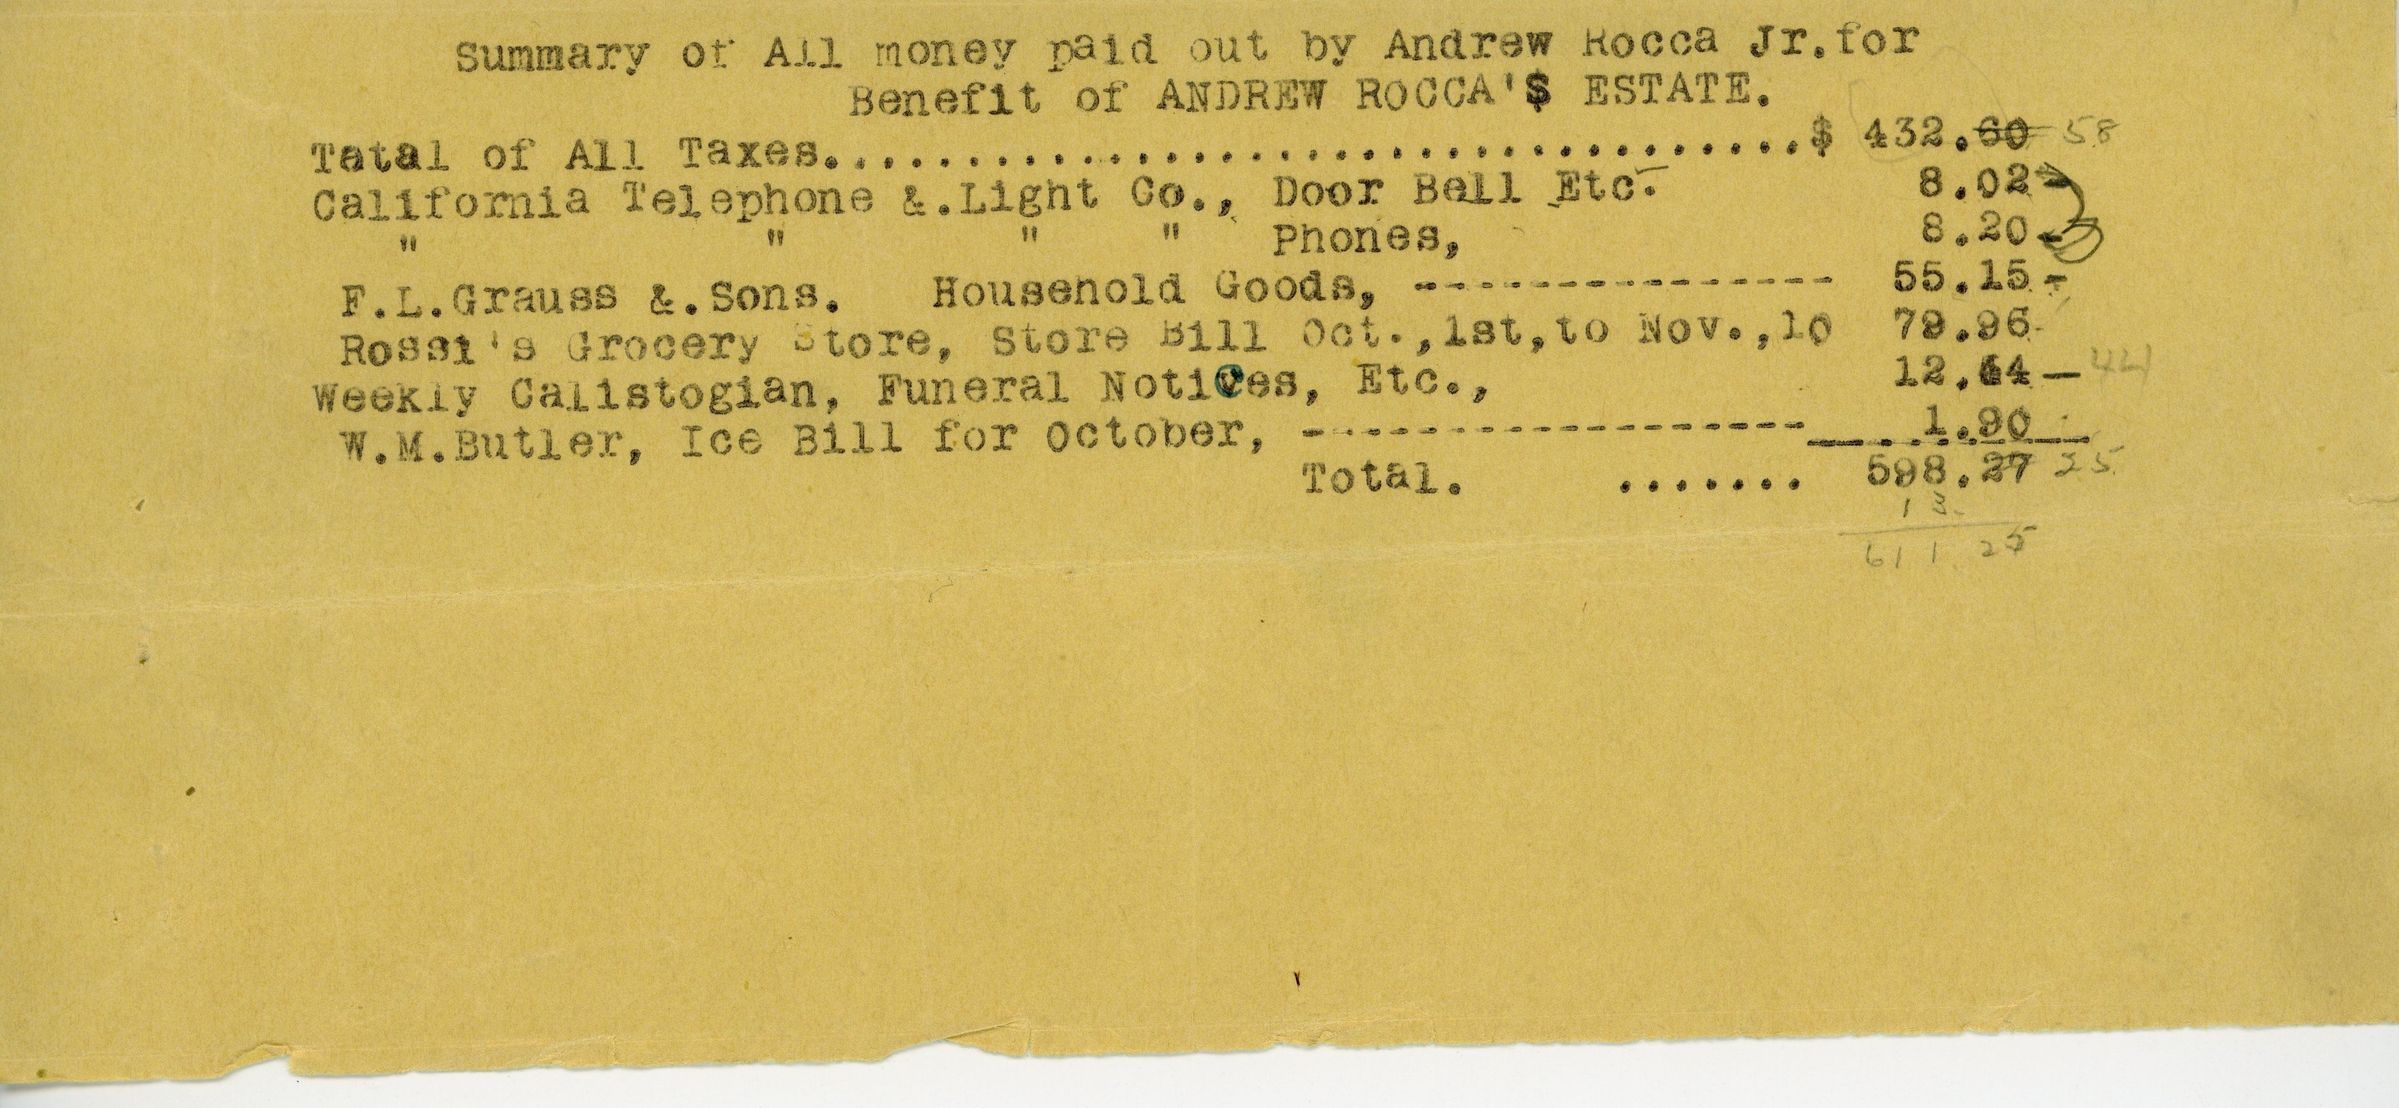 Summary of All money paid out by Andrew Rocca Jr.for
Benefit of ANDREW ROCCA'S ESTATE.
Tatal of All Taxes...................................$ 432.60 58
California Telephone &.Light Co., Door Bell Etc. 8.02-
" " " " Phones, 8.20-
F.L.Grauss &.Sons. Household Goods, --------------- 55.15-
Rossi's Grocery Store, Store Bill Oct.,1st,to Nov.,10 79.96
Weekly Calistogian, Funeral Notices, Etc., 12.44 — 44
W.M.Butler, Ice Bill for October, ------------------ 1.90
Total. ....... 598.27 25
13
611 25